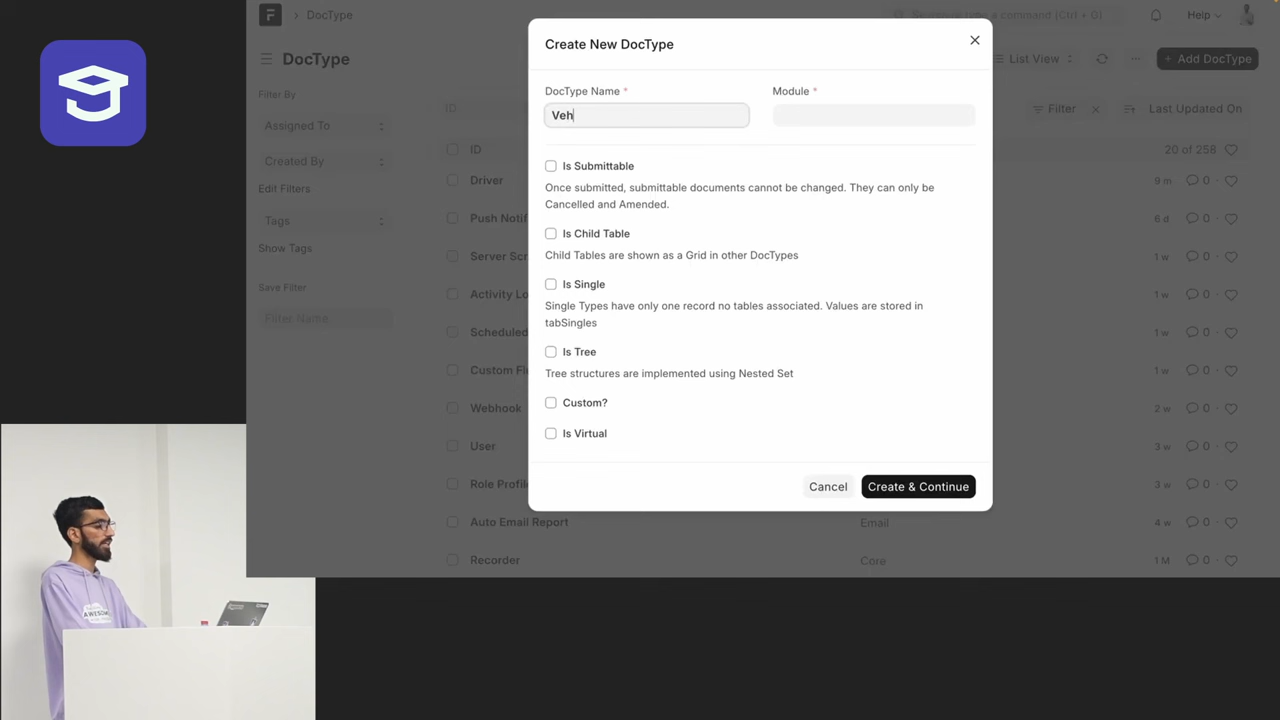 DocType
Help
DocType
List View
+ Add DocType
Filter By
Assigned To
Created By
Edit Filters
Tags
Show Tags
Save Filter
Filter Name
ID
Filter
Last Updated On
ID
20 of 258
Driver
9 m
0
Push Notif
6 d
0
Server Scr
1 w
0
Activity Lo
1 w
0
Scheduled
1 w
0
Custom Fi
1 w
0
Webhook
2 w
0
User
3 w
0
Role Profile
3 w
0
Auto Email Report
Email
4 w
0
Recorder
Core
1 M
0
Create New DocType
DocType Name *
Module *
Veh
Is Submittable
Once submitted, submittable documents cannot be changed. They can only be
Cancelled and Amended.
Is Child Table
Child Tables are shown as a Grid in other DocTypes
Is Single
Single Types have only one record no tables associated. Values are stored in
tabSingles
Is Tree
Tree structures are implemented using Nested Set
Custom?
Is Virtual
Cancel
Create & Continue
AWESOME